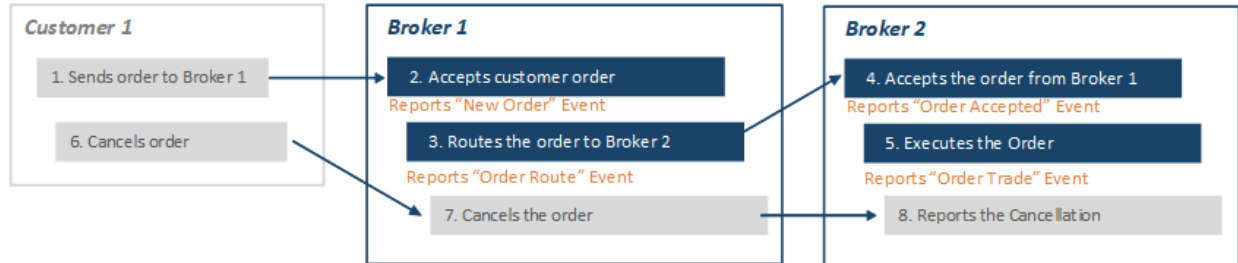 Customer 1
1. Sends order to Broker 1
6. Cancels order
Broker 1
2. Accepts customer order
Reports “New Order” Event
3. Routes the order to Broker 2
Reports “Order Route” Event
7. Cancels the order
Broker 2
4. Accepts the order from Broker 1
Reports “Order Accepted” Event
5. Executes the Order
Reports “Order Trade” Event
8. Reports the Cancellation